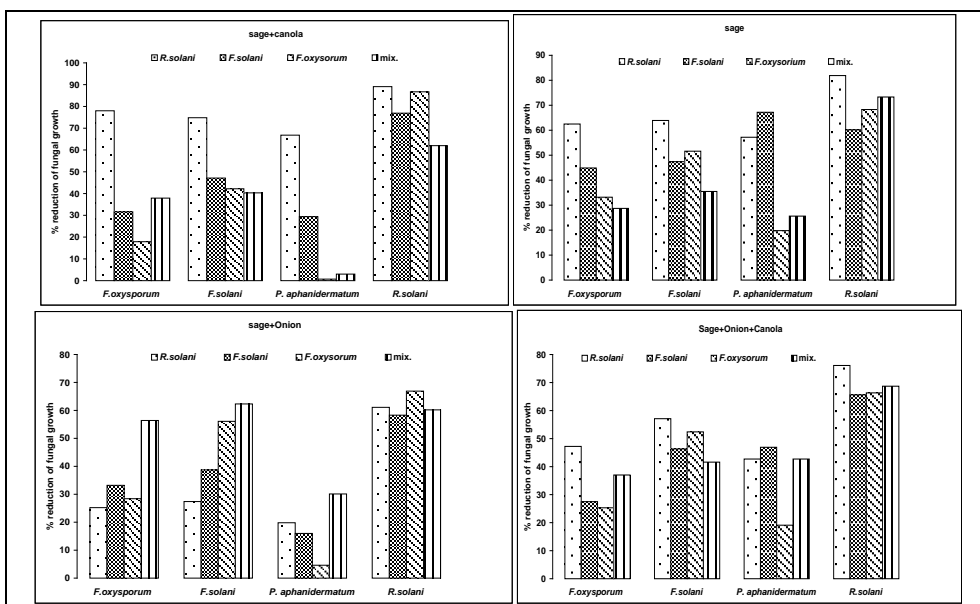 sage+canola
R.solani F.solani F.oxysorum mix.
% reduction of fungal growth
100
90
80
70
60
50
40
30
20
10
0
F.oxysporum F.solani P. aphanidermatum R.solani
sage
R.solani F.solani F.oxysorium mix.
% reduction of fungal growth
90
80
70
60
50
40
30
20
10
0
F.oxysporum F.solani P. aphanidermatum R.solani
sage+Onion
R.solani F.solani F.oxysorum mix.
% reduction of fungal growth
80
70
60
50
40
30
20
10
0
F.oxysporum F.solani P. aphanidermatum R.solani
Sage+Onion+Canola
R.solani F.solani F.oxysorum mix.
% reduction of fungal growth
80
70
60
50
40
30
20
10
0
F.oxysporum F.solani P. aphanidermatum R.solani